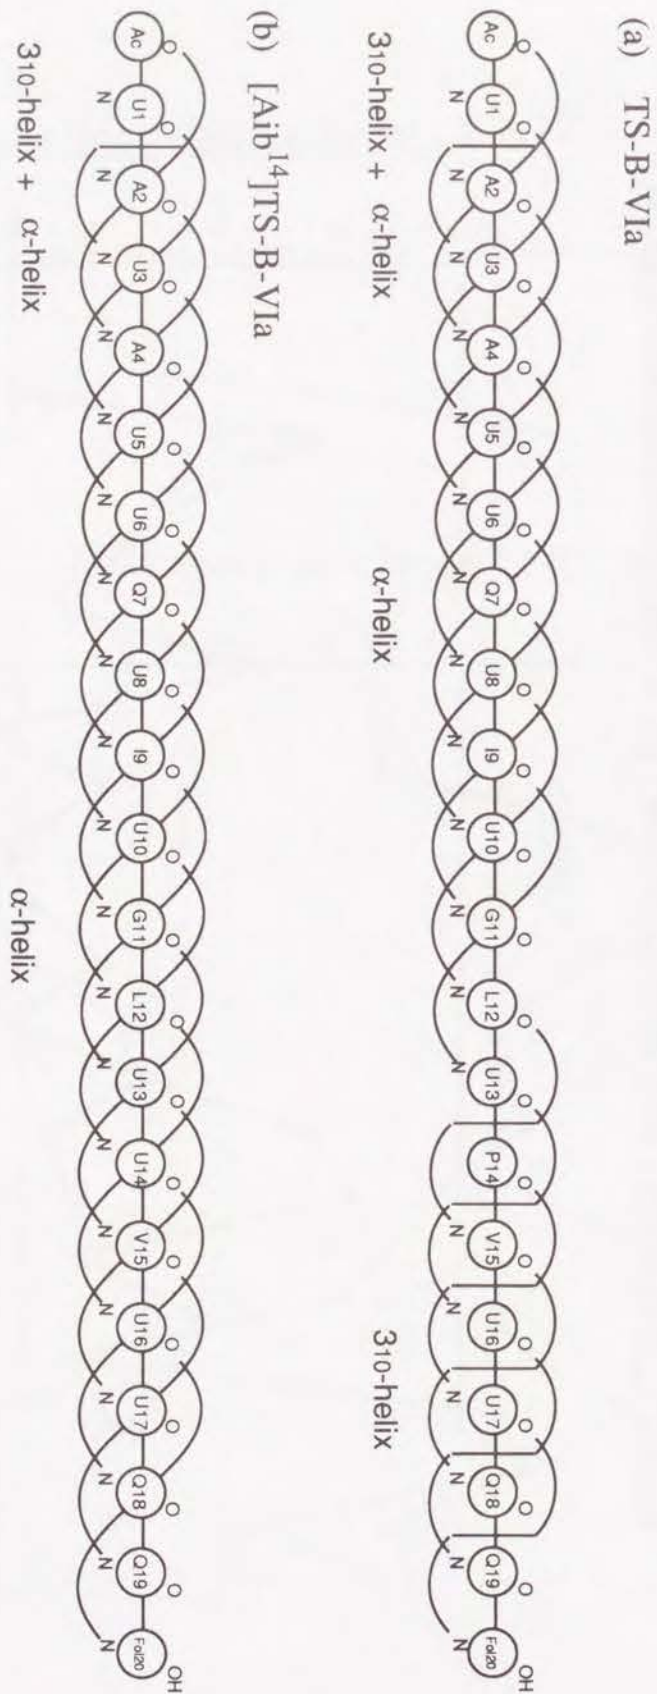 (a) TS-B-VIa
O O O O O O O O O O O O O O O O O O O O OH
Ac U1 A2 U3 A4 U5 U6 Q7 U8 I9 U10 G11 L12 U13 P14 V15 U16 U17 Q18 Q19 Fol20
N N N N N N N N N N N N N N N N N N N
310-helix + α-helix α-helix 310-helix
(b) [Aib14]TS-B-VIa
O O O O O O O O O O O O O O O O O O O O OH
Ac U1 A2 U3 A4 U5 U6 Q7 U8 I9 U10 G11 L12 U13 U14 V15 U16 U17 Q18 Q19 Fol20
N N N N N N N N N N N N N N N N N N N N
310-helix + α-helix α-helix